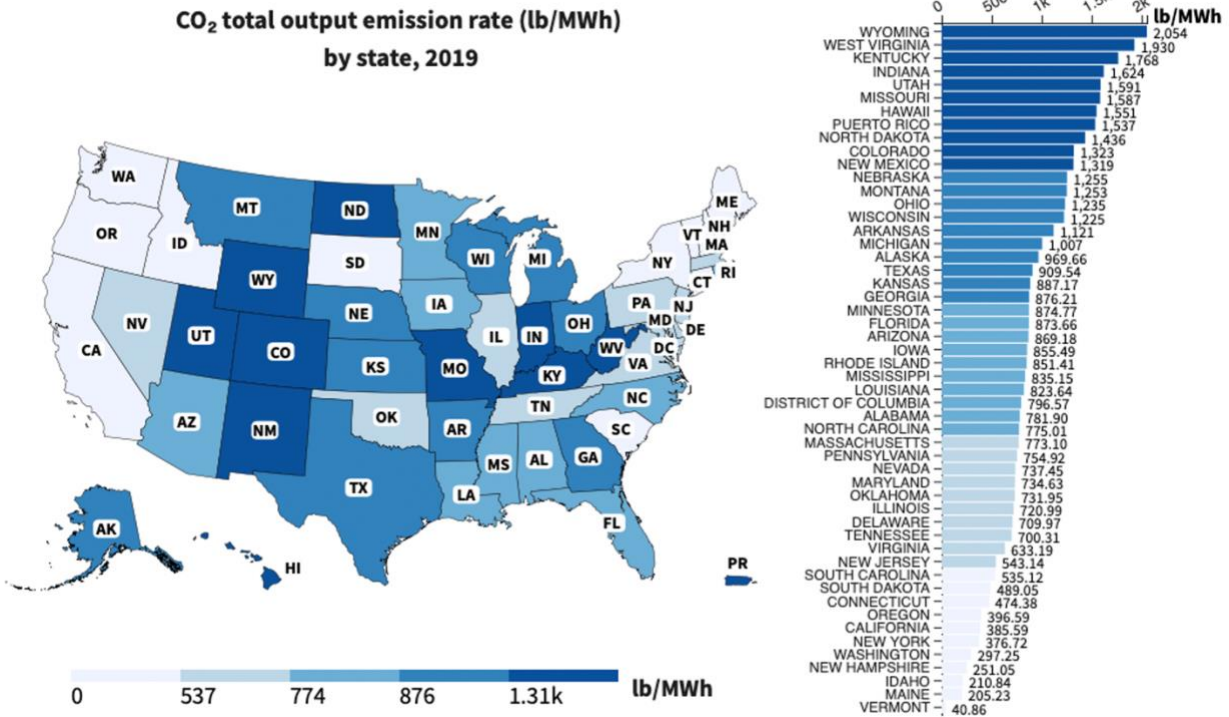 CO₂ total output emission rate (lb/MWh)
by state, 2019
WA
OR
ID
MT
ND
MN
SD
WY
NV
UT
CO
CA
AZ
NM
NE
KS
OK
TX
IA
MO
AR
LA
WI
MI
IL
IN
OH
KY
TN
MS
AL
GA
FL
SC
NC
VA
WV
PA
NY
VT
NH
ME
MA
RI
CT
NJ
DE
MD
DC
AK
HI
PR
0 537 774 876 1.31k lb/MWh
0 500 1k 1.5k 2k lb/MWh
WYOMING 2,054
WEST VIRGINIA 1,930
KENTUCKY 1,768
INDIANA 1,624
UTAH 1,591
MISSOURI 1,587
HAWAII 1,551
PUERTO RICO 1,537
NORTH DAKOTA 1,436
COLORADO 1,323
NEW MEXICO 1,319
NEBRASKA 1,255
MONTANA 1,253
OHIO 1,235
WISCONSIN 1,225
ARKANSAS 1,121
MICHIGAN 1,007
ALASKA 969.66
TEXAS 909.54
KANSAS 887.17
GEORGIA 876.21
MINNESOTA 874.77
FLORIDA 873.66
ARIZONA 869.18
IOWA 855.49
RHODE ISLAND 851.41
MISSISSIPPI 835.15
LOUISIANA 823.64
DISTRICT OF COLUMBIA 796.57
ALABAMA 781.90
NORTH CAROLINA 775.01
MASSACHUSETTS 773.10
PENNSYLVANIA 754.92
NEVADA 737.45
MARYLAND 734.63
OKLAHOMA 731.95
ILLINOIS 720.99
DELAWARE 709.97
TENNESSEE 700.31
VIRGINIA 633.19
NEW JERSEY 543.14
SOUTH CAROLINA 535.12
SOUTH DAKOTA 489.05
CONNECTICUT 474.38
OREGON 396.59
CALIFORNIA 385.59
NEW YORK 376.72
WASHINGTON 297.25
NEW HAMPSHIRE 251.05
IDAHO 210.84
MAINE 205.23
VERMONT 40.86